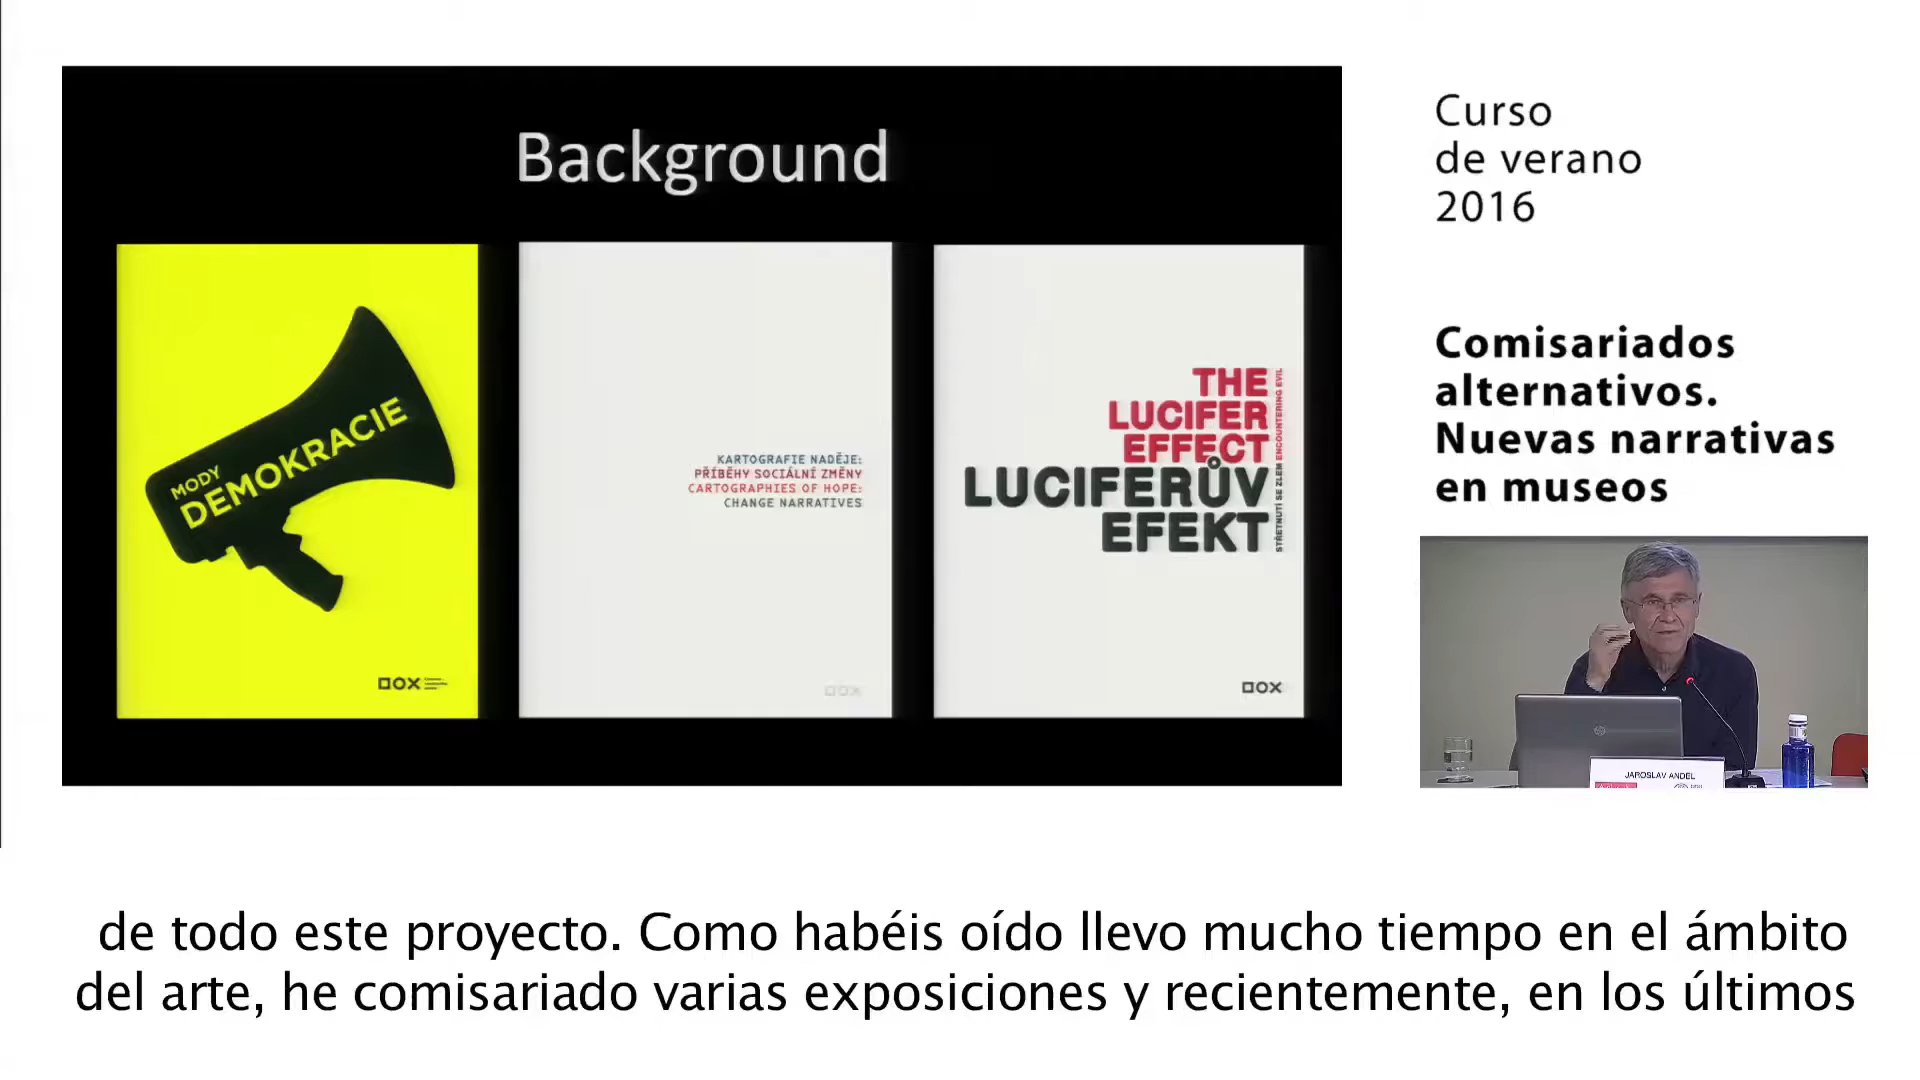 Background
MODY
DEMOKRACIE
DOX
KARTOGRAFIE NADĚJE:
PŘÍBĚHY SOCIÁLNÍ ZMĚNY
CARTOGRAPHIES OF HOPE:
CHANGE NARRATIVES
DOX
THE
LUCIFER
EFFECT
LUCIFERŮV
EFEKT
STŘETNUTÍ SE ZLEM ENCOUNTERING EVIL
DOX
Curso
de verano
2016
Comisariados
alternativos.
Nuevas narrativas
en museos
JAROSLAV ANDEL
de todo este proyecto. Como habéis oído llevo mucho tiempo en el ámbito
del arte, he comisariado varias exposiciones y recientemente, en los últimos